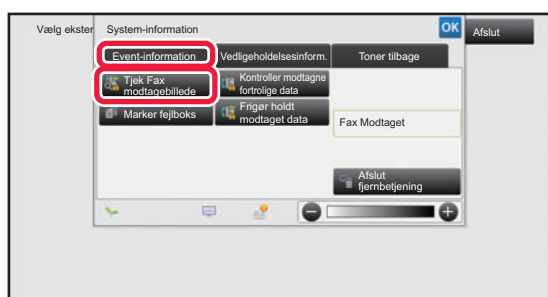 Vælg ekster
System-information
OK
Afslut
Event-information
Vedligeholdelsesinform.
Toner tilbage
Tjek Fax
modtagebillede
Kontroller modtagne
fortrolige data
Marker fejlboks
Frigør holdt
modtaget data
Fax Modtaget
Afslut
fjernbetjening